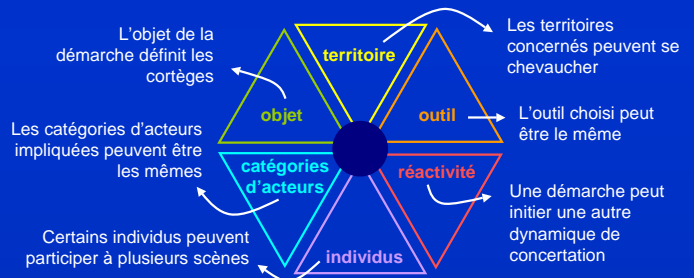 L'objet de la
démarche définit les
cortèges
territoire
Les territoires
concernés peuvent se
chevaucher
objet
outil
L'outil choisi peut
être le même
Les catégories d'acteurs
impliquées peuvent être
les mêmes
catégories
d'acteurs
réactivité
Une démarche peut
initier une autre
dynamique de
concertation
Certains individus peuvent
participer à plusieurs scènes
individus